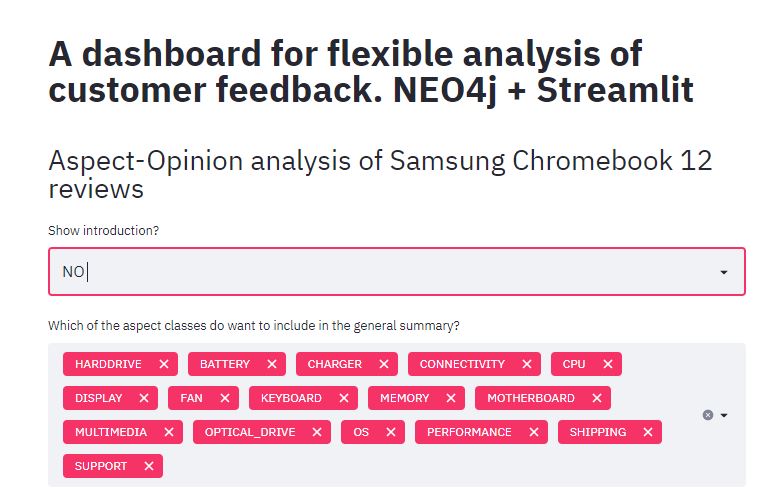 A dashboard for flexible analysis of
customer feedback. NEO4j + Streamlit
Aspect-Opinion analysis of Samsung Chromebook 12
reviews
Show introduction?
NO
Which of the aspect classes do want to include in the general summary?
HARDDRIVE BATTERY CHARGER CONNECTIVITY CPU
DISPLAY FAN KEYBOARD MEMORY MOTHERBOARD
MULTIMEDIA OPTICAL_DRIVE OS PERFORMANCE SHIPPING
SUPPORT